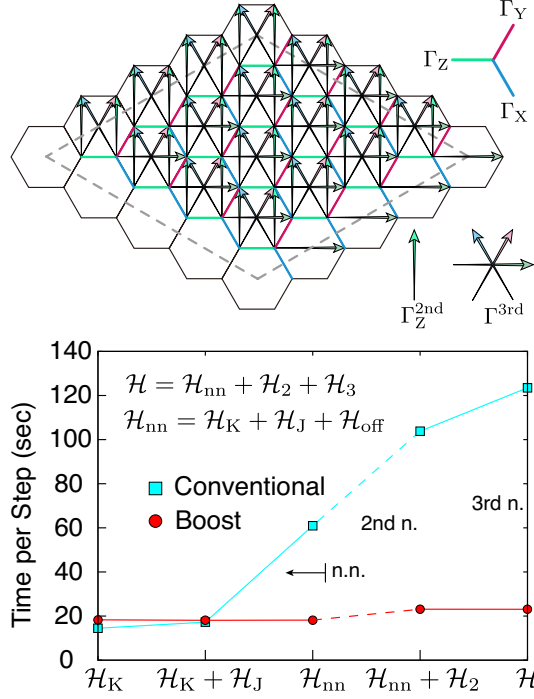 Γ_Y
Γ_Z
Γ_X
Γ_Z^2nd
Γ^3rd
Time per Step (sec)
140
120
100
80
60
40
20
0
ℋ = ℋ_nn + ℋ_2 + ℋ_3
ℋ_nn = ℋ_K + ℋ_J + ℋ_off
Conventional
Boost
2nd n.
3rd n.
n.n.
ℋ_K
ℋ_K + ℋ_J
ℋ_nn
ℋ_nn + ℋ_2
ℋ